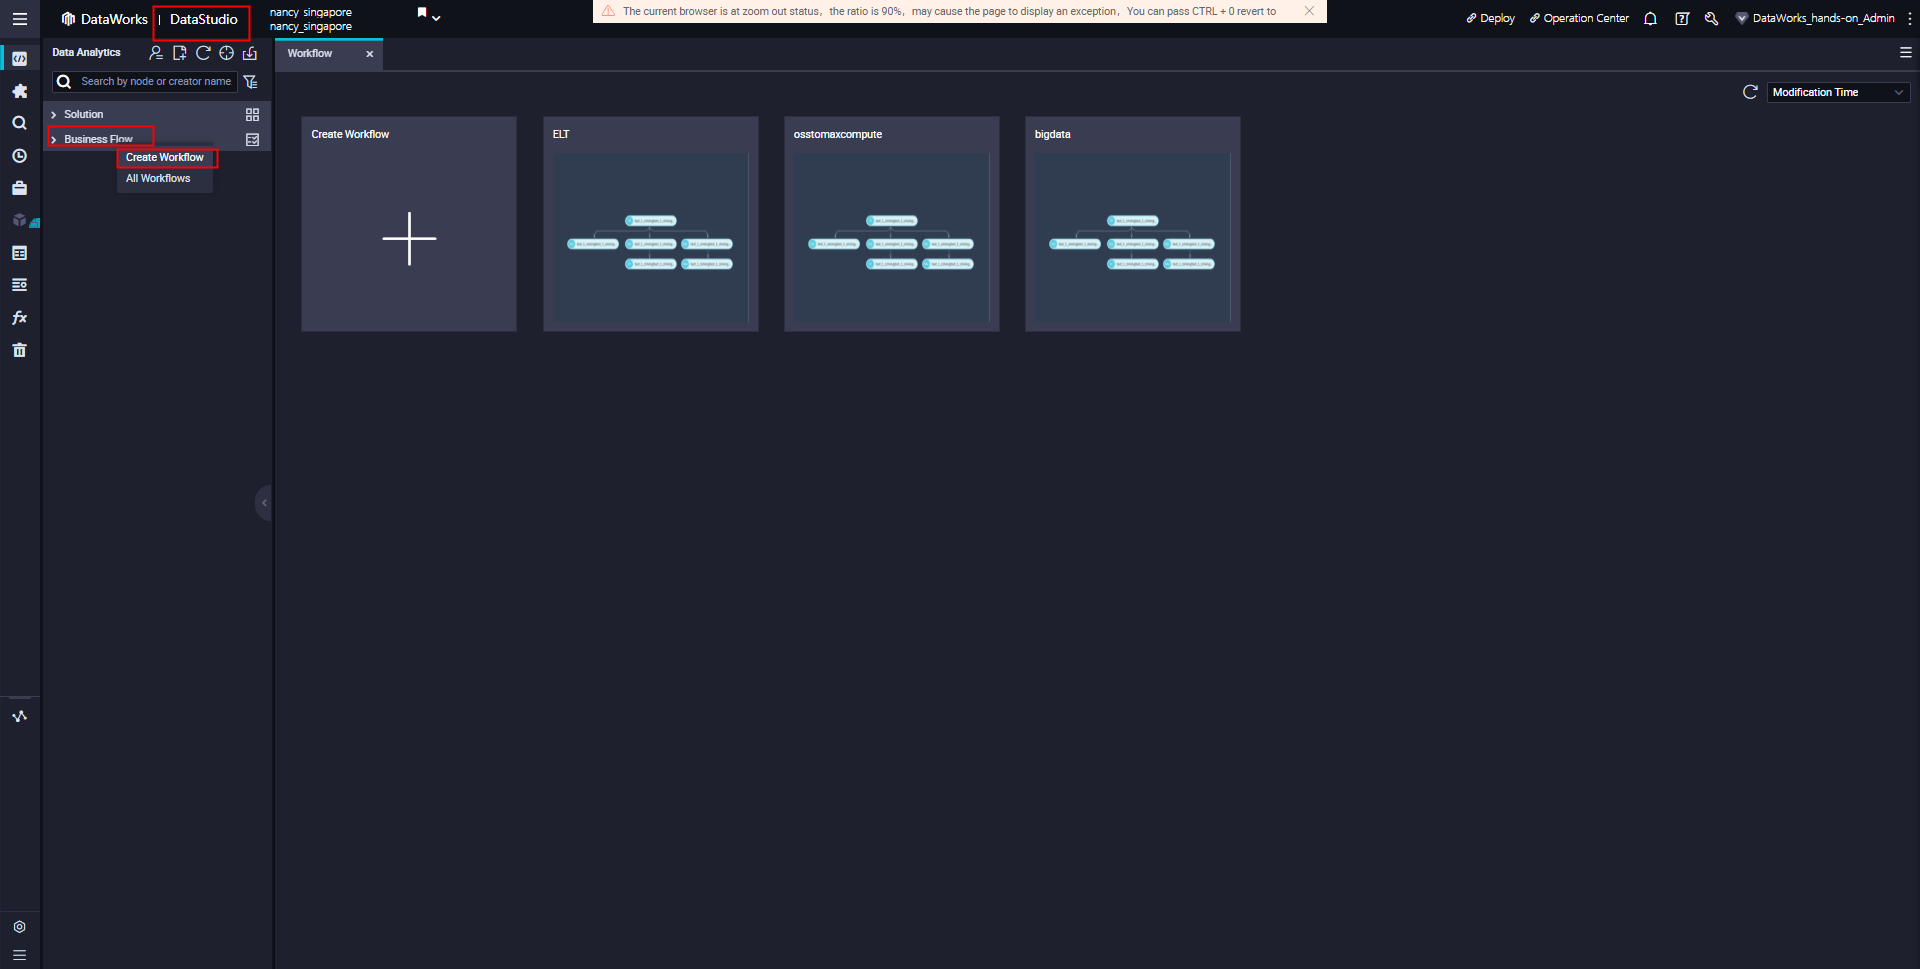 DataWorks | DataStudio
nancy_singapore
nancy_singapore
The current browser is at zoom out status，the ratio is 90%，may cause the page to display an exception，You can pass CTRL + 0 revert to
Deploy
Operation Center
DataWorks_hands-on_Admin
Data Analytics
Search by node or creator name
Solution
Business Flow
Create Workflow
All Workflows
Workflow
Modification Time
Create Workflow
ELT
osstomaxcompute
bigdata